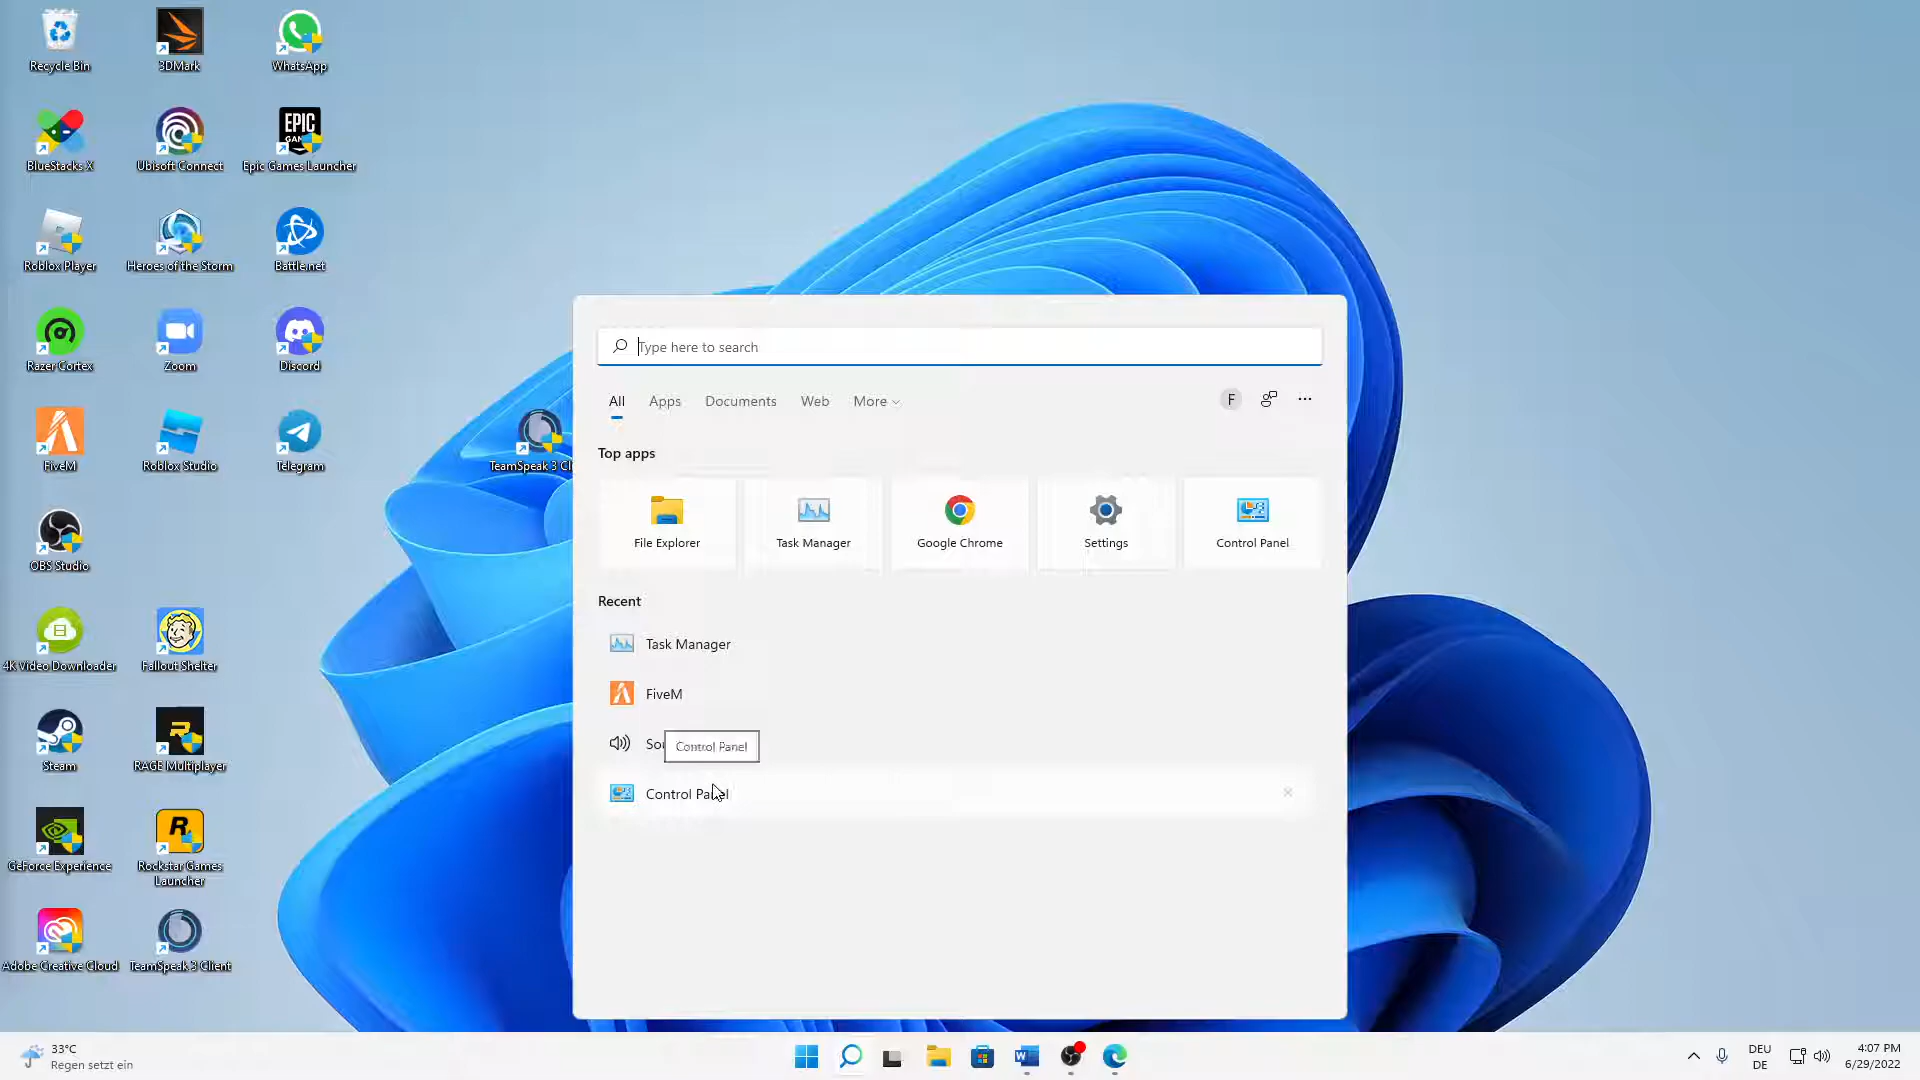 Recycle Bin
3DMark
WhatsApp
BlueStacks X
Ubisoft Connect
EPIC
Epic Games Launcher
Roblox Player
Heroes of the Storm
Battle.net
Razer Cortex
Zoom
Discord
FiveM
Roblox Studio
Telegram
TeamSpeak 3 Cl
OBS Studio
4K Video Downloader
Fallout Shelter
Steam
RAGE Multiplayer
GeForce Experience
Rockstar Games
Launcher
Adobe Creative Cloud
TeamSpeak 3 Client
Type here to search
All
Apps
Documents
Web
More
F
Top apps
File Explorer
Task Manager
Google Chrome
Settings
Control Panel
Recent
Task Manager
FiveM
Control Panel
Control Panel
33°C
Regen setzt ein
DEU
DE
4:07 PM
6/29/2022